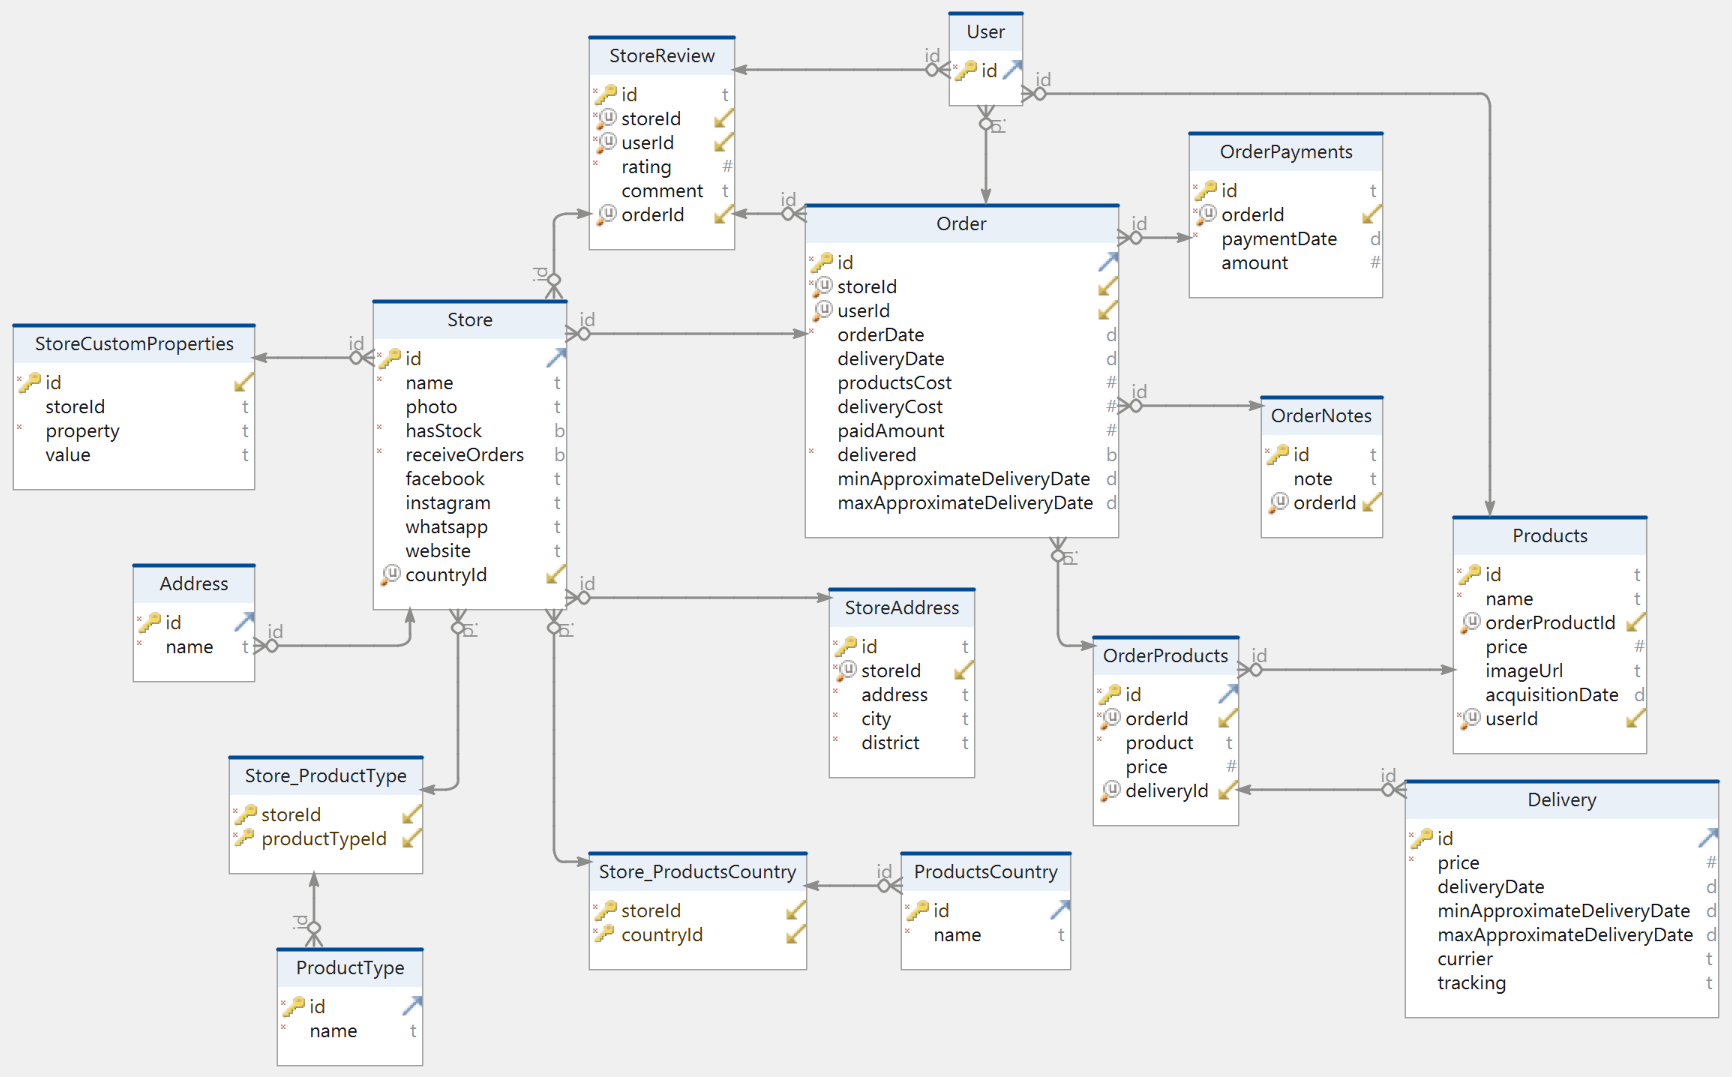 User
id
id
id
id
StoreReview
id t
storeId
userId
rating #
comment t
orderId
id
id
OrderPayments
id t
orderId
paymentDate d
amount #
id
Order
id
storeId
userId
orderDate d
deliveryDate d
productsCost #
deliveryCost #
paidAmount #
delivered b
minApproximateDeliveryDate d
maxApproximateDeliveryDate d
id
id
id
Store
id
name t
photo t
hasStock b
receiveOrders b
facebook t
instagram t
whatsapp t
website t
countryId
id
id
id
id
StoreCustomProperties
id
storeId t
property t
value t
id
OrderNotes
id t
note t
orderId
Address
id
name t
id
StoreAddress
id t
storeId
address t
city t
district t
Products
id t
name t
orderProductId
price #
imageUrl t
acquisitionDate d
userId
OrderProducts
id
orderId
product t
price #
deliveryId
id
Store_ProductType
storeId
productTypeId
id
ProductType
id
name t
Store_ProductsCountry
storeId
countryId
id
ProductsCountry
id
name t
id
Delivery
id
price #
deliveryDate d
minApproximateDeliveryDate d
maxApproximateDeliveryDate d
currier t
tracking t